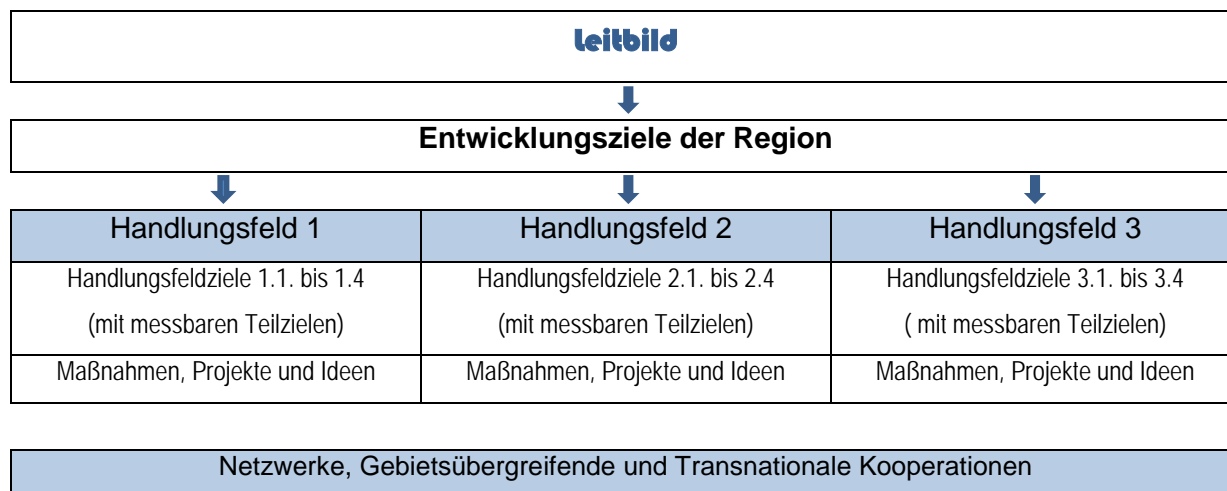 Leitbild
Entwicklungsziele der Region
Handlungsfeld 1
Handlungsfeld 2
Handlungsfeld 3
Handlungsfeldziele 1.1. bis 1.4
(mit messbaren Teilzielen)
Handlungsfeldziele 2.1. bis 2.4
(mit messbaren Teilzielen)
Handlungsfeldziele 3.1. bis 3.4
( mit messbaren Teilzielen)
Maßnahmen, Projekte und Ideen
Maßnahmen, Projekte und Ideen
Maßnahmen, Projekte und Ideen
Netzwerke, Gebietsübergreifende und Transnationale Kooperationen